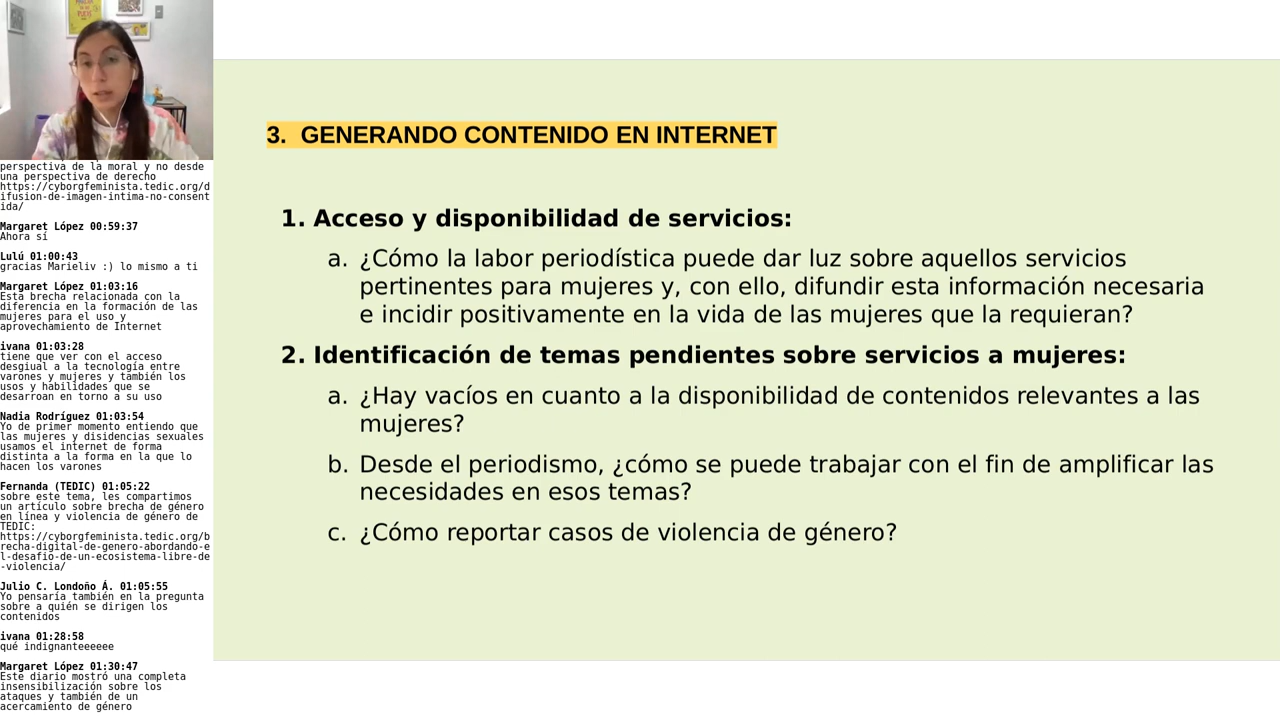 perspectiva de la moral y no desde
una perspectiva de derecho
https://cyborgfeminista.tedic.org/d
ifusion-de-imagen-intima-no-consent
ida/
Margaret López 00:59:37
Ahora sí
Lulú 01:00:43
gracias Marieliv :) lo mismo a ti
Margaret López 01:03:16
Esta brecha relacionada con la
diferencia en la formación de las
mujeres para el uso y
aprovechamiento de Internet
ivana 01:03:28
tiene que ver con el acceso
desgiual a la tecnología entre
varones y mujeres y también los
usos y habilidades que se
desarroan en torno a su uso
Nadia Rodríguez 01:03:54
Yo de primer momento entiendo que
las mujeres y disidencias sexuales
usamos el internet de forma
distinta a la forma en la que lo
hacen los varones
Fernanda (TEDIC) 01:05:22
sobre este tema, les compartimos
un artículo sobre brecha de género
en línea y violencia de género de
TEDIC:
https://cyborgfeminista.tedic.org/b
recha-digital-de-genero-abordando-e
l-desafio-de-un-ecosistema-libre-de
-violencia/
Julio C. Londoño Á. 01:05:55
Yo pensaría también en la pregunta
sobre a quién se dirigen los
contenidos
ivana 01:28:58
qué indignanteeeeee
Margaret López 01:30:47
Este diario mostró una completa
insensibilización sobre los
ataques y también de un
acercamiento de género
3. GENERANDO CONTENIDO EN INTERNET
1. Acceso y disponibilidad de servicios:
a. ¿Cómo la labor periodística puede dar luz sobre aquellos servicios
pertinentes para mujeres y, con ello, difundir esta información necesaria
e incidir positivamente en la vida de las mujeres que la requieran?
2. Identificación de temas pendientes sobre servicios a mujeres:
a. ¿Hay vacíos en cuanto a la disponibilidad de contenidos relevantes a las
mujeres?
b. Desde el periodismo, ¿cómo se puede trabajar con el fin de amplificar las
necesidades en esos temas?
c. ¿Cómo reportar casos de violencia de género?